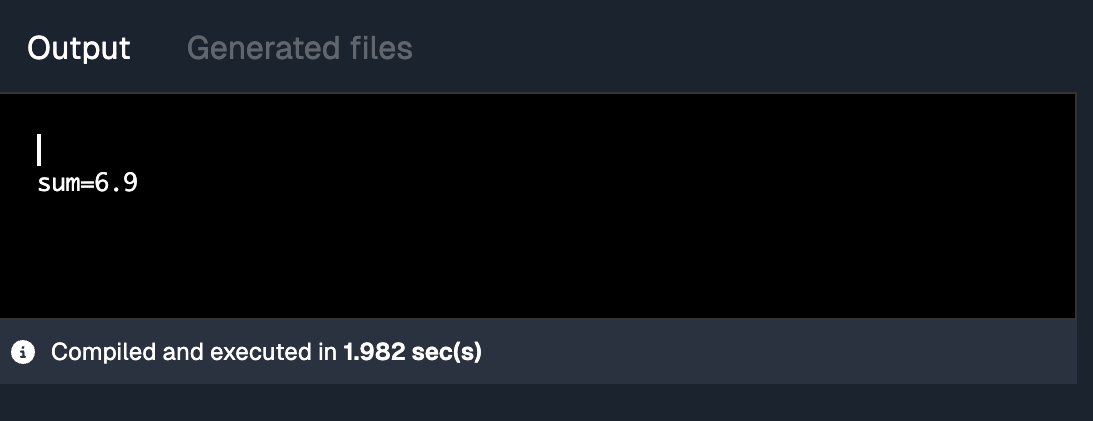 Output Generated files
sum=6.9
Compiled and executed in 1.982 sec(s)